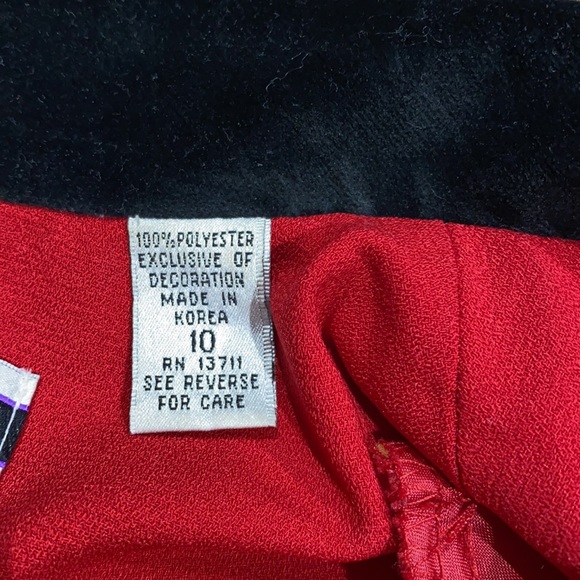 100% POLYESTER
EXCLUSIVE OF
DECORATION
MADE IN
KOREA
10
RN 13711
SEE REVERSE
FOR CARE